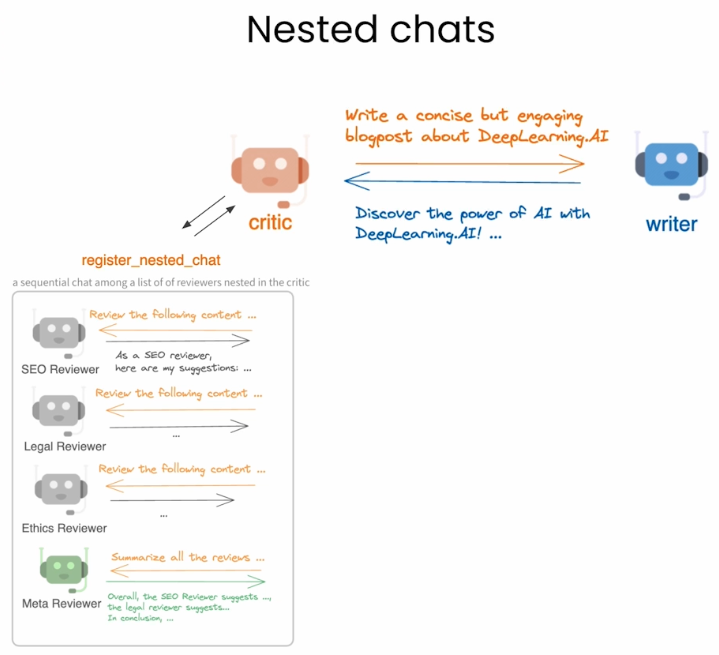 Nested chats
Write a concise but engaging
blogpost about DeepLearning.AI
critic
Discover the power of AI with
DeepLearning.AI! ...
writer
register_nested_chat
a sequential chat among a list of of reviewers nested in the critic
Review the following content ...
As a SEO reviewer,
here are my suggestions: ...
SEO Reviewer
Review the following content ...
...
Legal Reviewer
Review the following content ...
...
Ethics Reviewer
Summarize all the reviews ...
Overall, the SEO Reviewer suggests ...,
the legal reviewer suggests...
In conclusion, ...
Meta Reviewer